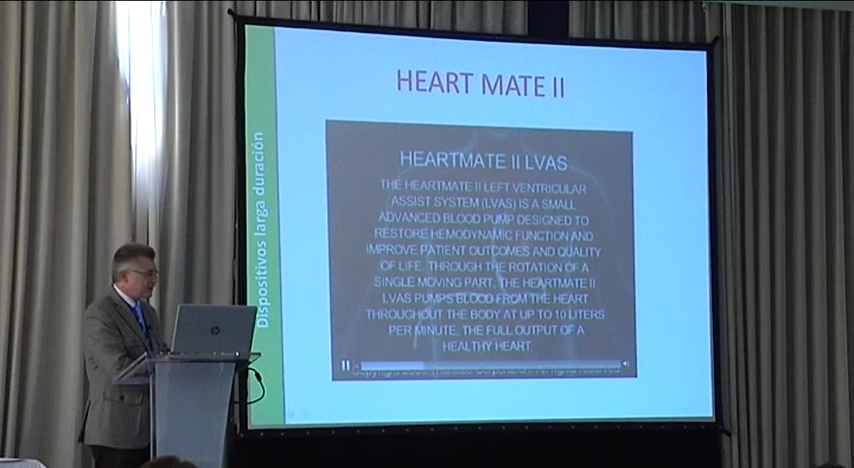 HEART MATE II
Dispositivos larga duración
HEARTMATE II LVAS
THE HEARTMATE II LEFT VENTRICULAR
ASSIST SYSTEM (LVAS) IS A SMALL
ADVANCED BLOOD PUMP DESIGNED TO
RESTORE HEMODYNAMIC FUNCTION AND
IMPROVE PATIENT OUTCOMES AND QUALITY
OF LIFE. THROUGH THE ROTATION OF A
SINGLE MOVING PART, THE HEARTMATE II
LVAS PUMPS BLOOD FROM THE HEART
THROUGHOUT THE BODY AT UP TO 10 LITERS
PER MINUTE, THE FULL OUTPUT OF A
HEALTHY HEART
hp